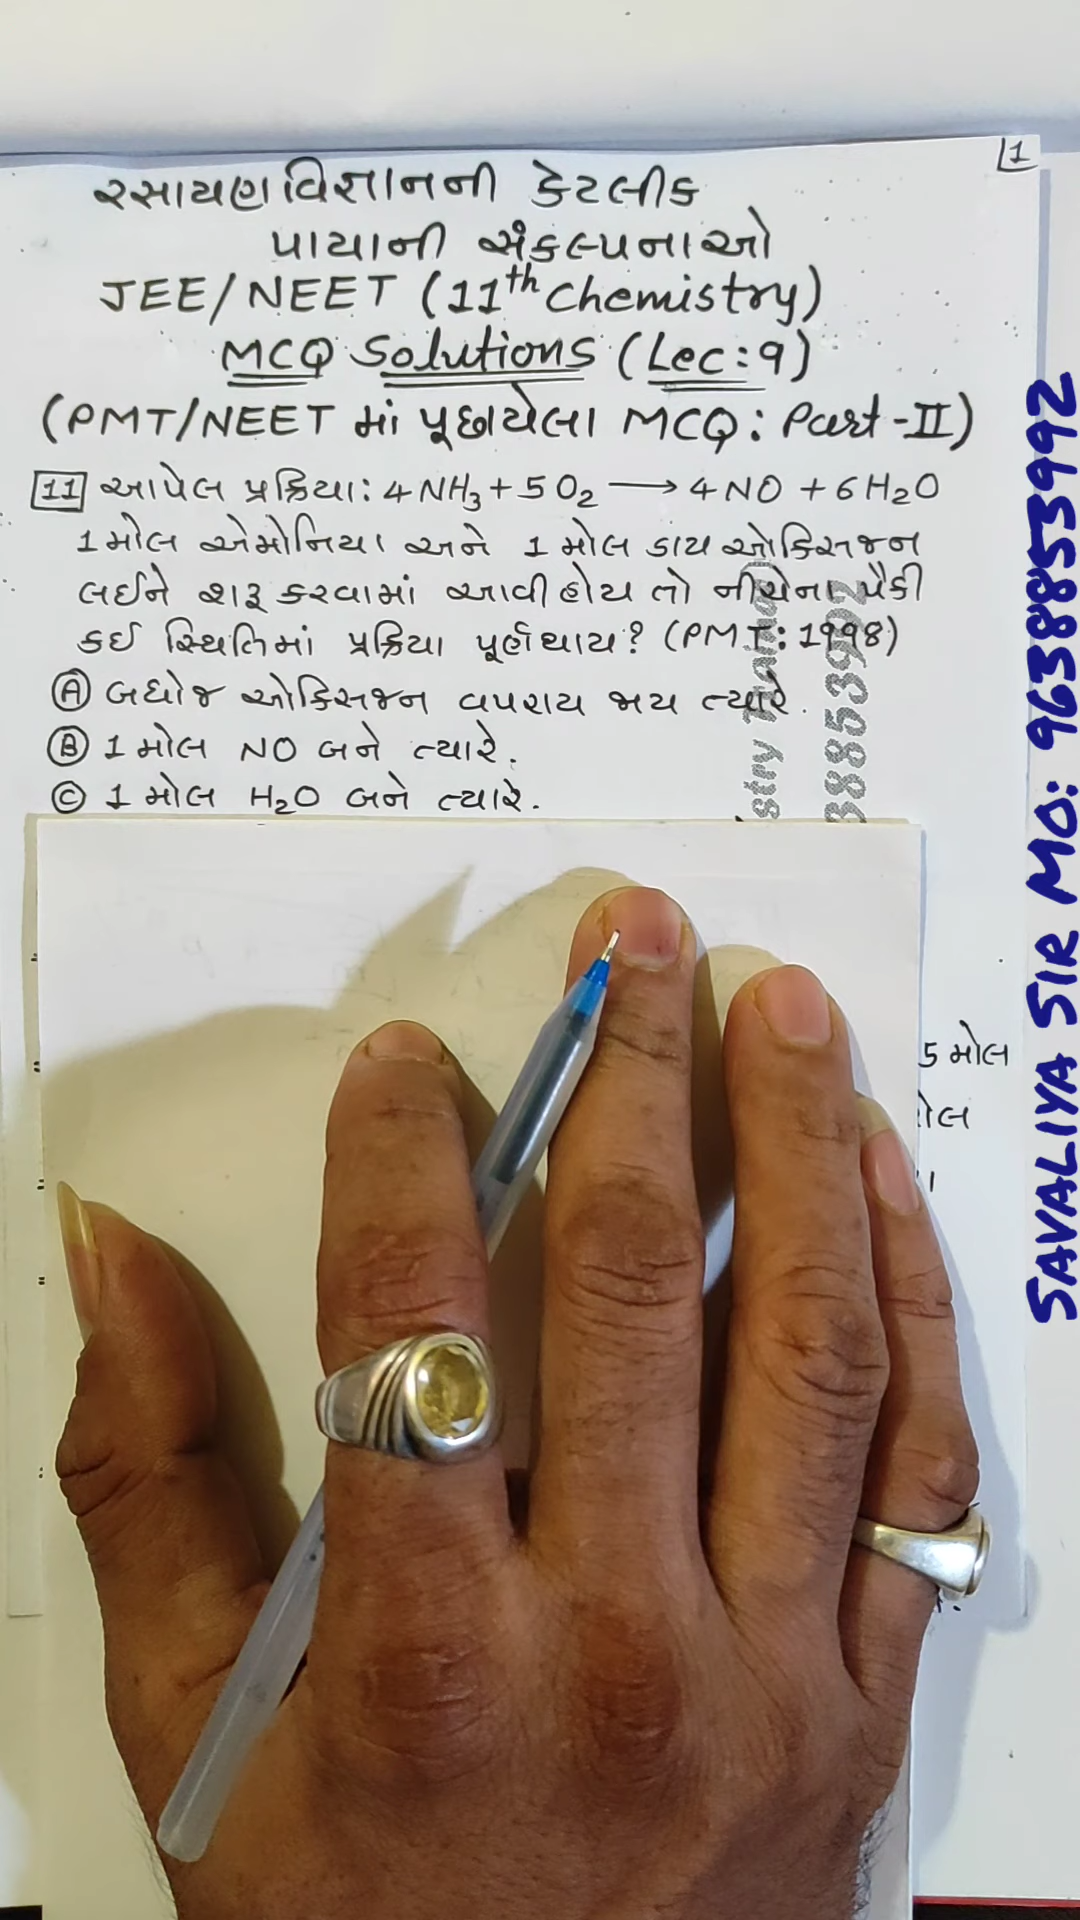 1
રસાયણવિજ્ઞાનની કેટલીક
પાયાની સંકલ્પનાઓ
JEE/NEET (11th Chemistry)
MCQ Solutions (Lec:9)
(PMT/NEET માં પૂછાયેલા MCQ: Part-II)
11 આપેલ પ્રક્રિયા: 4NH3 + 5O2 ⟶ 4NO + 6H2O
1 મોલ એમોનિયા અને 1 મોલ ડાય ઓક્સિજન
લઈને શરૂ કરવામાં આવી હોય તો નીચેના પૈકી
કઈ સ્થિતિમાં પ્રક્રિયા પૂર્ણ થાય? (PMT: 1998)
Ⓐ બધોજ ઓક્સિજન વપરાય જાય ત્યારે.
Ⓑ 1 મોલ NO બને ત્યારે.
Ⓒ 1 મોલ H2O બને ત્યારે.
5 મોલ
SAVALIYA SIR MO: 9638853992